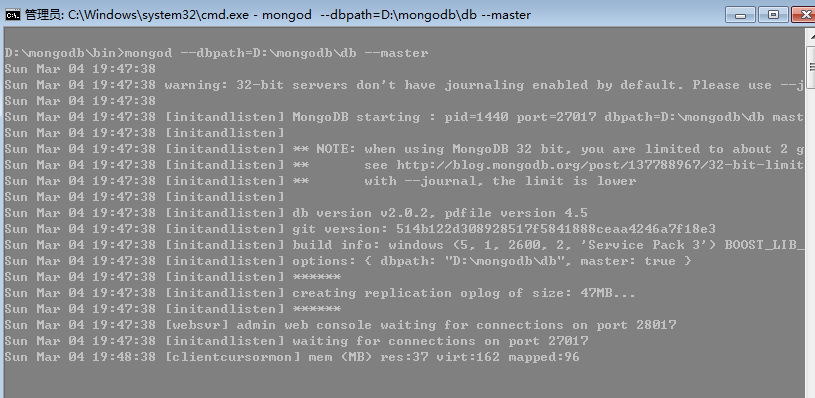 管理员: C:\Windows\system32\cmd.exe - mongod  --dbpath=D:\mongodb\db --master
D:\mongodb\bin>mongod --dbpath=D:\mongodb\db --master
Sun Mar 04 19:47:38
Sun Mar 04 19:47:38 warning: 32-bit servers don't have journaling enabled by default. Please use --j
Sun Mar 04 19:47:38
Sun Mar 04 19:47:38 [initandlisten] MongoDB starting : pid=1440 port=27017 dbpath=D:\mongodb\db mast
Sun Mar 04 19:47:38 [initandlisten]
Sun Mar 04 19:47:38 [initandlisten] ** NOTE: when using MongoDB 32 bit, you are limited to about 2 g
Sun Mar 04 19:47:38 [initandlisten] **       see http://blog.mongodb.org/post/137788967/32-bit-limit
Sun Mar 04 19:47:38 [initandlisten] **       with --journal, the limit is lower
Sun Mar 04 19:47:38 [initandlisten]
Sun Mar 04 19:47:38 [initandlisten] db version v2.0.2, pdfile version 4.5
Sun Mar 04 19:47:38 [initandlisten] git version: 514b122d308928517f5841888ceaa4246a7f18e3
Sun Mar 04 19:47:38 [initandlisten] build info: windows (5, 1, 2600, 2, 'Service Pack 3') BOOST_LIB_
Sun Mar 04 19:47:38 [initandlisten] options: { dbpath: "D:\mongodb\db", master: true }
Sun Mar 04 19:47:38 [initandlisten] ******
Sun Mar 04 19:47:38 [initandlisten] creating replication oplog of size: 47MB...
Sun Mar 04 19:47:38 [initandlisten] ******
Sun Mar 04 19:47:38 [websvr] admin web console waiting for connections on port 28017
Sun Mar 04 19:47:38 [initandlisten] waiting for connections on port 27017
Sun Mar 04 19:48:38 [clientcursormon] mem (MB) res:37 virt:162 mapped:96